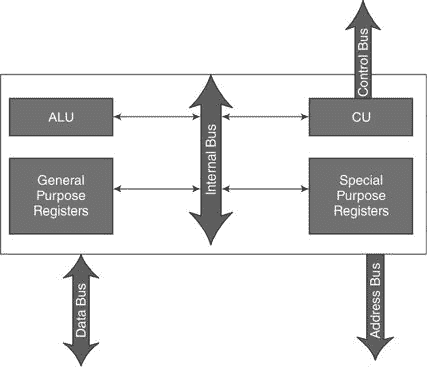 Control Bus
ALU
Internal Bus
CU
General
Purpose
Registers
Special
Purpose
Registers
Data Bus
Address Bus